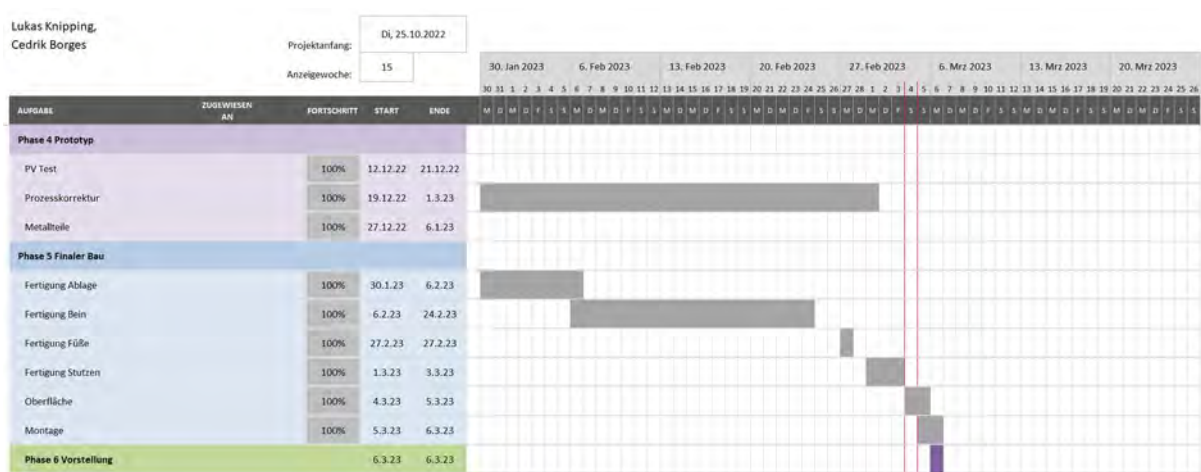 Lukas Knipping,
Cedrik Borges
Projektanfang: Di, 25.10.2022
Anzeigewoche: 15
30. Jan 2023 6. Feb 2023 13. Feb 2023 20. Feb 2023 27. Feb 2023 6. Mrz 2023 13. Mrz 2023 20. Mrz 2023
30 31 1 2 3 4 5 6 7 8 9 10 11 12 13 14 15 16 17 18 19 20 21 22 23 24 25 26 27 28 1 2 3 4 5 6 7 8 9 10 11 12 13 14 15 16 17 18 19 20 21 22 23 24 25 26
AUFGABE ZUGEWIESEN AN FORTSCHRITT START ENDE M D M D F S S M D M D F S S M D M D F S S M D M D F S S M D M D F S S M D M D F S S M D M D F S S M D M D F S S
Phase 4 Prototyp
PV Test 100% 12.12.22 21.12.22
Prozesskorrektur 100% 19.12.22 1.3.23
Metallteile 100% 27.12.22 6.1.23
Phase 5 Finaler Bau
Fertigung Ablage 100% 30.1.23 6.2.23
Fertigung Bein 100% 6.2.23 24.2.23
Fertigung Füße 100% 27.2.23 27.2.23
Fertigung Stutzen 100% 1.3.23 3.3.23
Oberfläche 100% 4.3.23 5.3.23
Montage 100% 5.3.23 6.3.23
Phase 6 Vorstellung 6.3.23 6.3.23